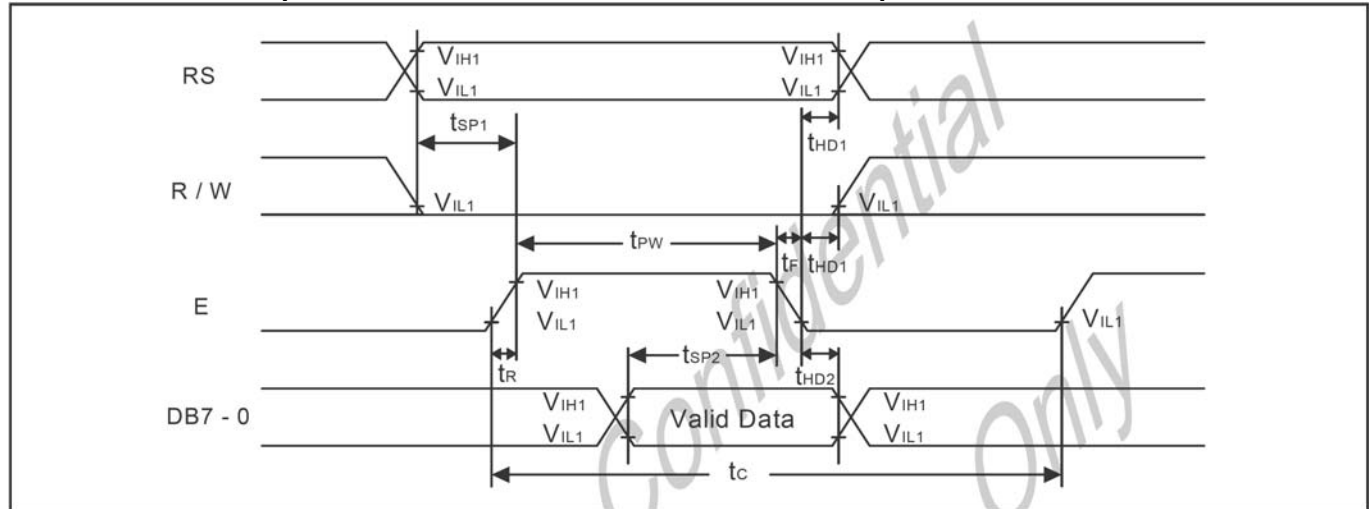 RS
VIH1
VIL1
VIH1
VIL1
tSP1
tHD1
R / W
VIL1
VIL1
tPW
tF
tHD1
E
VIH1
VIL1
VIH1
VIL1
VIL1
tR
tSP2
tHD2
DB7 - 0
VIH1
VIL1
Valid Data
VIH1
VIL1
tC
Confidential
Only